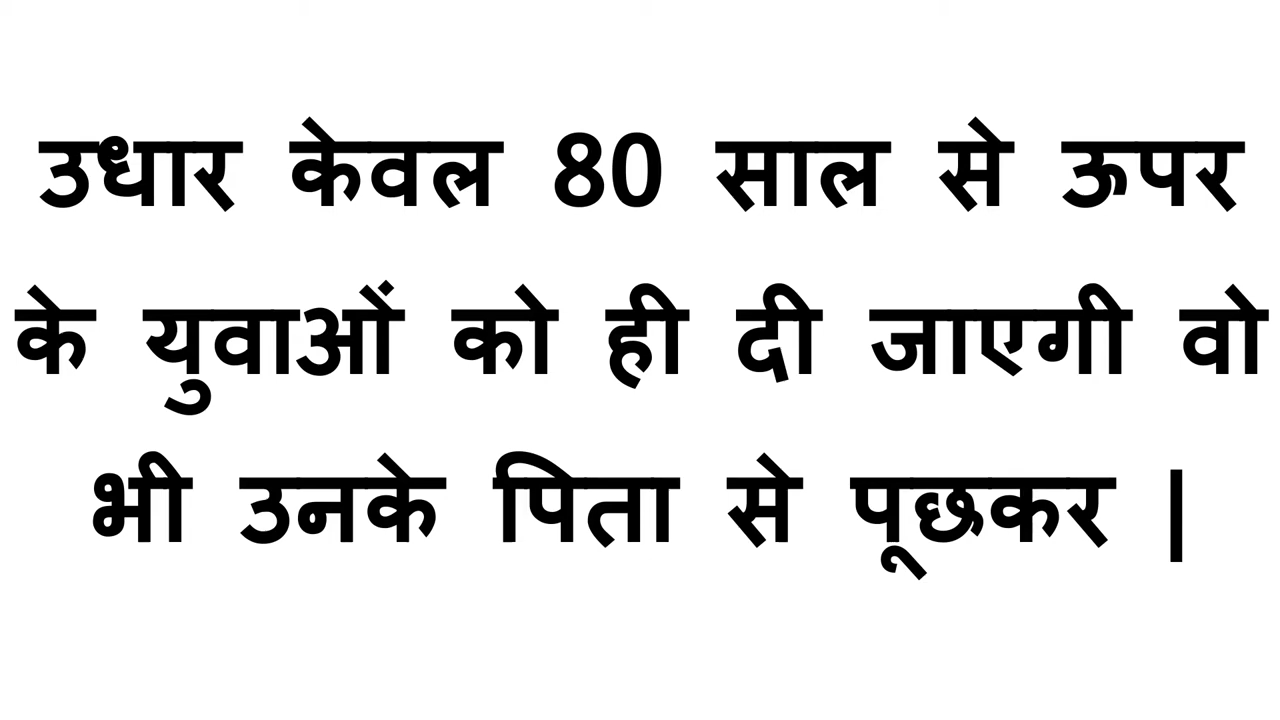 उधार केवल 80 साल से ऊपर
के युवाओं को ही दी जाएगी वो
भी उनके पिता से पूछकर |